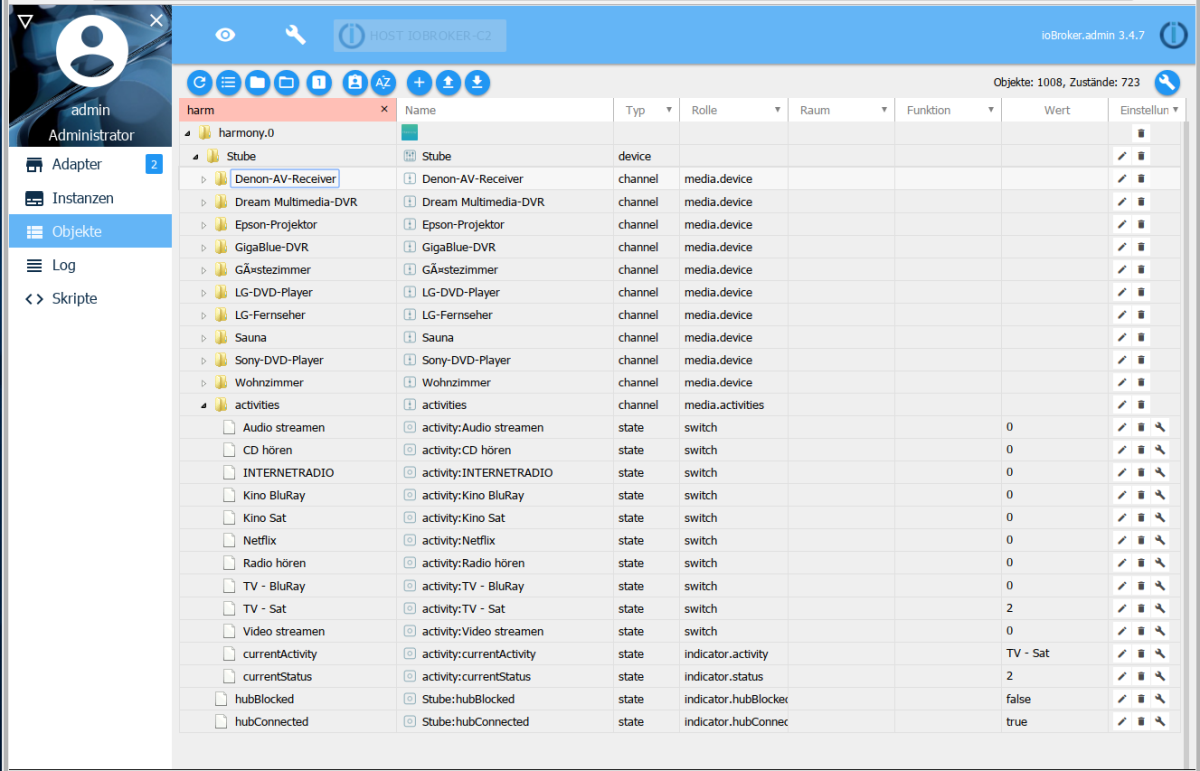 HOST IOBROKER-C2
ioBroker.admin 3.4.7
admin
Administrator
Adapter 2
Instanzen
Objekte
Log
Skripte
1 AZ Objekte: 1008, Zustände: 723
harm × Name Typ Rolle Raum Funktion Wert Einstellun
harmony.0
Stube Stube device
Denon-AV-Receiver Denon-AV-Receiver channel media.device
Dream Multimedia-DVR Dream Multimedia-DVR channel media.device
Epson-Projektor Epson-Projektor channel media.device
GigaBlue-DVR GigaBlue-DVR channel media.device
GÃ¤stezimmer GÃ¤stezimmer channel media.device
LG-DVD-Player LG-DVD-Player channel media.device
LG-Fernseher LG-Fernseher channel media.device
Sauna Sauna channel media.device
Sony-DVD-Player Sony-DVD-Player channel media.device
Wohnzimmer Wohnzimmer channel media.device
activities activities channel media.activities
Audio streamen activity:Audio streamen state switch 0
CD hören activity:CD hören state switch 0
INTERNETRADIO activity:INTERNETRADIO state switch 0
Kino BluRay activity:Kino BluRay state switch 0
Kino Sat activity:Kino Sat state switch 0
Netflix activity:Netflix state switch 0
Radio hören activity:Radio hören state switch 0
TV - BluRay activity:TV - BluRay state switch 0
TV - Sat activity:TV - Sat state switch 2
Video streamen activity:Video streamen state switch 0
currentActivity activity:currentActivity state indicator.activity TV - Sat
currentStatus activity:currentStatus state indicator.status 2
hubBlocked Stube:hubBlocked state indicator.hubBlocked false
hubConnected Stube:hubConnected state indicator.hubConnec true